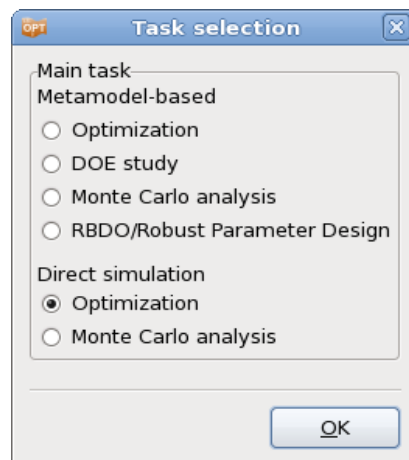 OPT Task selection
Main task
Metamodel-based
Optimization
DOE study
Monte Carlo analysis
RBDO/Robust Parameter Design
Direct simulation
Optimization
Monte Carlo analysis
OK